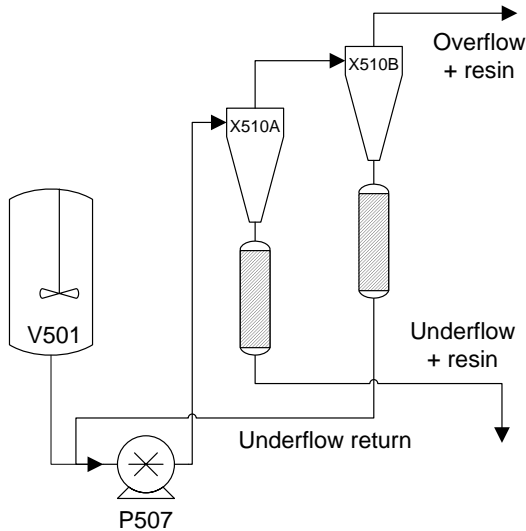 Overflow
+ resin
X510B
X510A
V501
Underflow
+ resin
Underflow return
P507